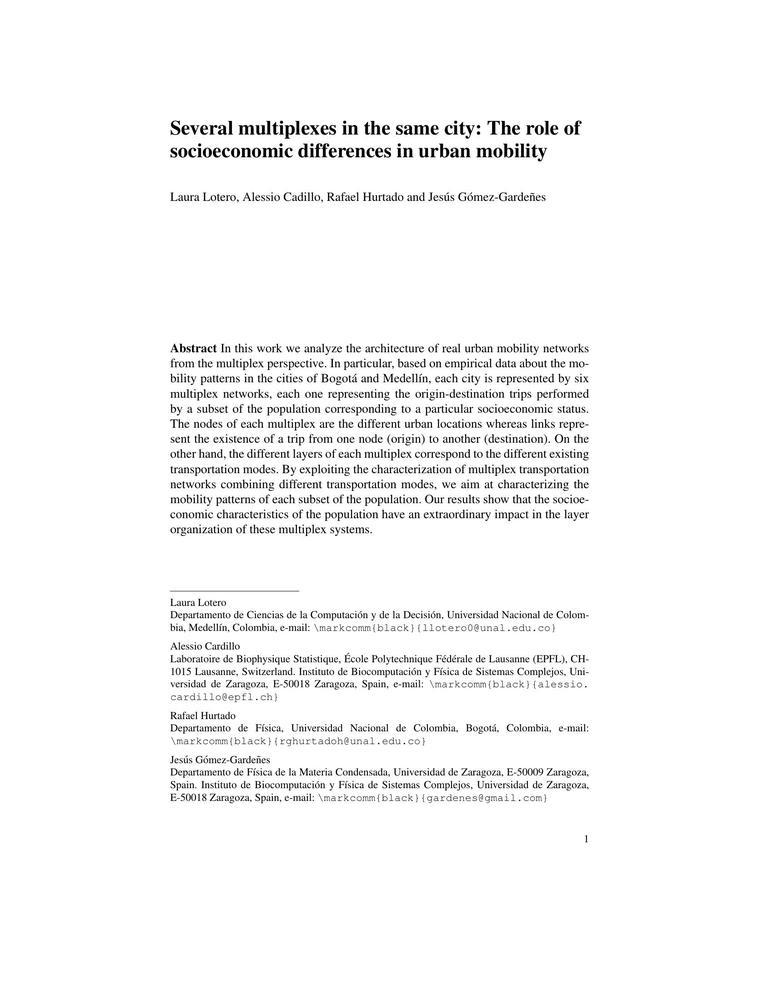 Several multiplexes in the same city: The role of
socioeconomic differences in urban mobility
Laura Lotero, Alessio Cadillo, Rafael Hurtado and Jesús Gómez-Gardeñes
Abstract In this work we analyze the architecture of real urban mobility networks
from the multiplex perspective. In particular, based on empirical data about the mo-
bility patterns in the cities of Bogotá and Medellín, each city is represented by six
multiplex networks, each one representing the origin-destination trips performed
by a subset of the population corresponding to a particular socioeconomic status.
The nodes of each multiplex are the different urban locations whereas links repre-
sent the existence of a trip from one node (origin) to another (destination). On the
other hand, the different layers of each multiplex correspond to the different existing
transportation modes. By exploiting the characterization of multiplex transportation
networks combining different transportation modes, we aim at characterizing the
mobility patterns of each subset of the population. Our results show that the socioe-
conomic characteristics of the population have an extraordinary impact in the layer
organization of these multiplex systems.
Laura Lotero
Departamento de Ciencias de la Computación y de la Decisión, Universidad Nacional de Colom-
bia, Medellín, Colombia, e-mail: \markcomm{black}{llotero0@unal.edu.co}
Alessio Cardillo
Laboratoire de Biophysique Statistique, École Polytechnique Fédérale de Lausanne (EPFL), CH-
1015 Lausanne, Switzerland. Instituto de Biocomputación y Física de Sistemas Complejos, Uni-
versidad de Zaragoza, E-50018 Zaragoza, Spain, e-mail: \markcomm{black}{alessio.
cardillo@epfl.ch}
Rafael Hurtado
Departamento de Física, Universidad Nacional de Colombia, Bogotá, Colombia, e-mail:
\markcomm{black}{rghurtadoh@unal.edu.co}
Jesús Gómez-Gardeñes
Departamento de Física de la Materia Condensada, Universidad de Zaragoza, E-50009 Zaragoza,
Spain. Instituto de Biocomputación y Física de Sistemas Complejos, Universidad de Zaragoza,
E-50018 Zaragoza, Spain, e-mail: \markcomm{black}{gardenes@gmail.com}
1